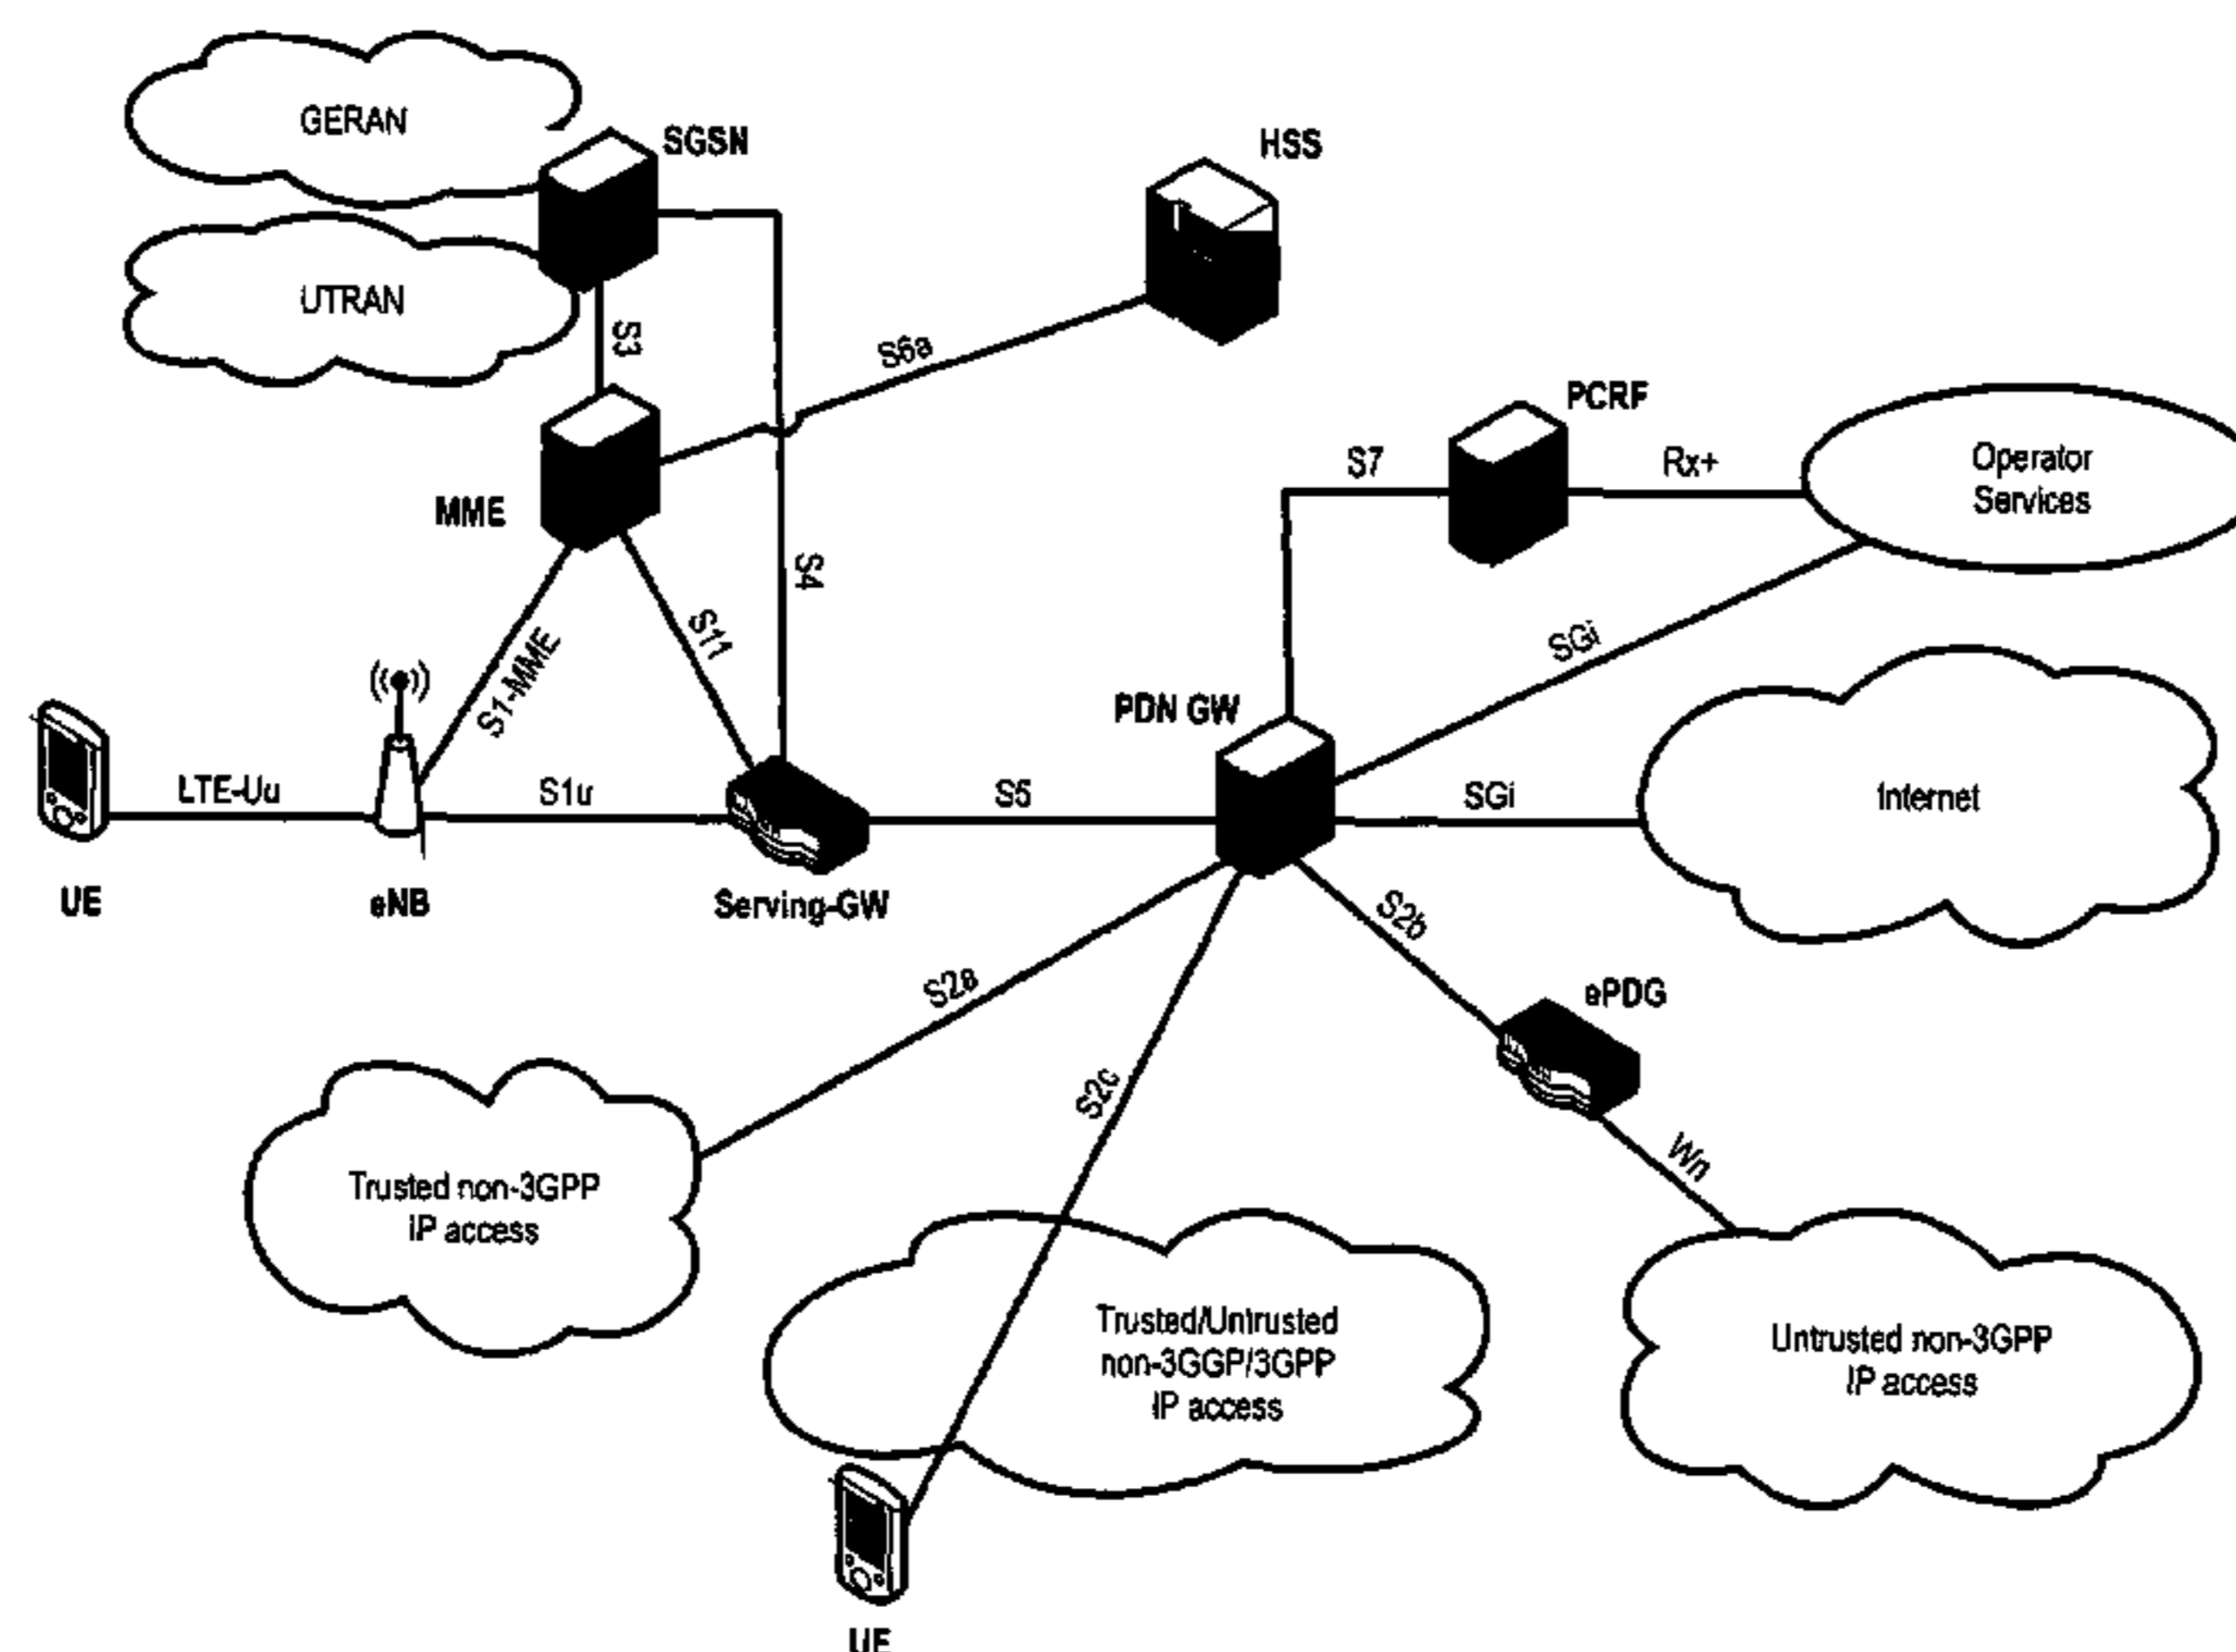 GERAN
SGSN
HSS
UTRAN
S3
S6a
PCRF
Operator
Services
S7
Rx+
MME
S4
S11
S1-MME
SGi
PDN GW
LTE-Uu
S1u
S5
SGi
Internet
UE
eNB
Serving-GW
S2b
S2a
ePDG
S2c
Wn
Trusted non-3GPP
IP access
Trusted/Untrusted
non-3GGP/3GPP
IP access
Untrusted non-3GPP
IP access
UE